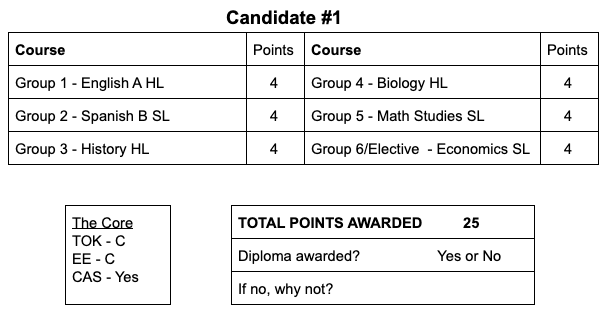 Candidate #1
Course Points Course Points
Group 1 - English A HL 4 Group 4 - Biology HL 4
Group 2 - Spanish B SL 4 Group 5 - Math Studies SL 4
Group 3 - History HL 4 Group 6/Elective - Economics SL 4
The Core
TOK - C
EE - C
CAS - Yes
TOTAL POINTS AWARDED 25
Diploma awarded? Yes or No
If no, why not?